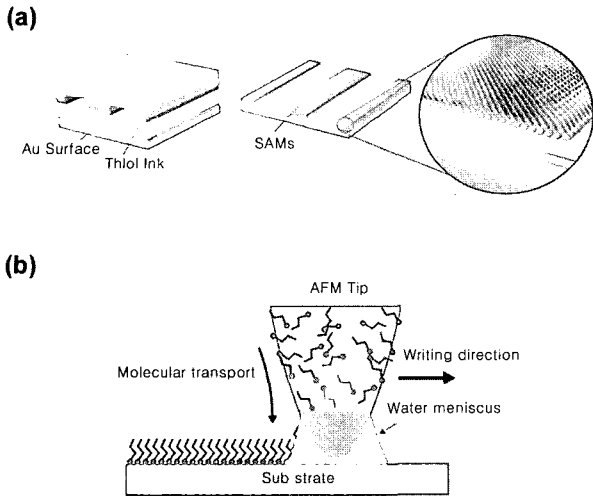 (a)
Au Surface
Thiol Ink
SAMs
(b)
AFM Tip
Molecular transport
Writing direction
Water meniscus
Sub strate